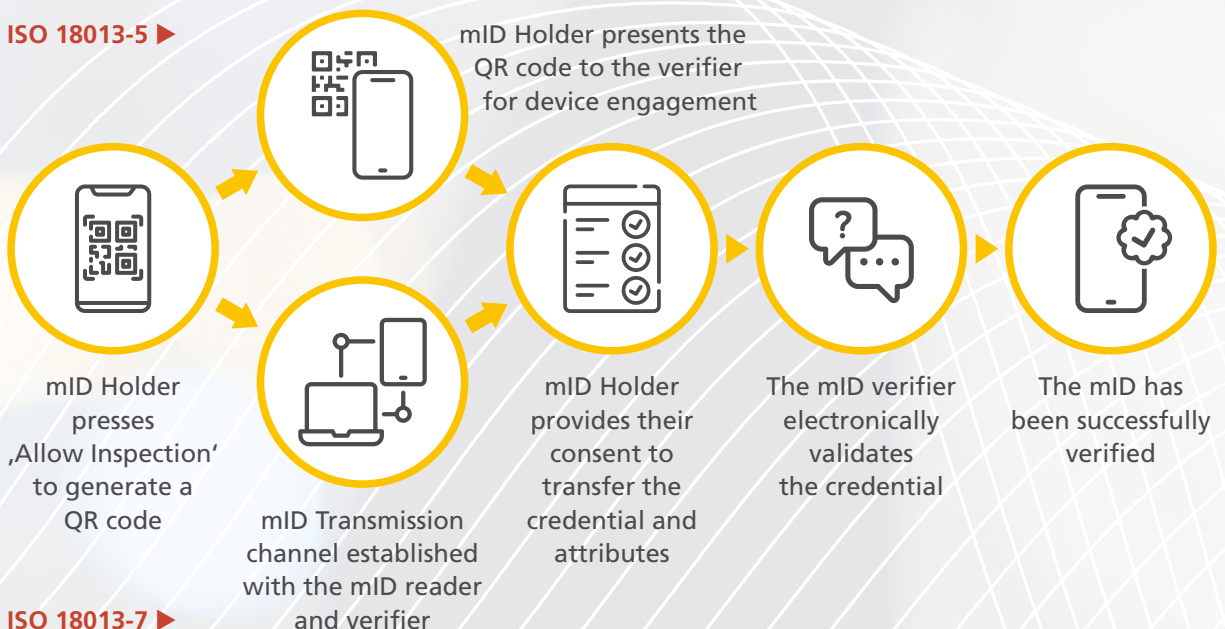 ISO 18013-5 ▶
mID Holder presents the
QR code to the verifier
for device engagement
mID Holder
presses
‚Allow Inspection‘
to generate a
QR code
mID Transmission
channel established
with the mID reader
and verifier
mID Holder
provides their
consent to
transfer the
credential and
attributes
?
The mID verifier
electronically
validates
the credential
The mID has
been successfully
verified
ISO 18013-7 ▶